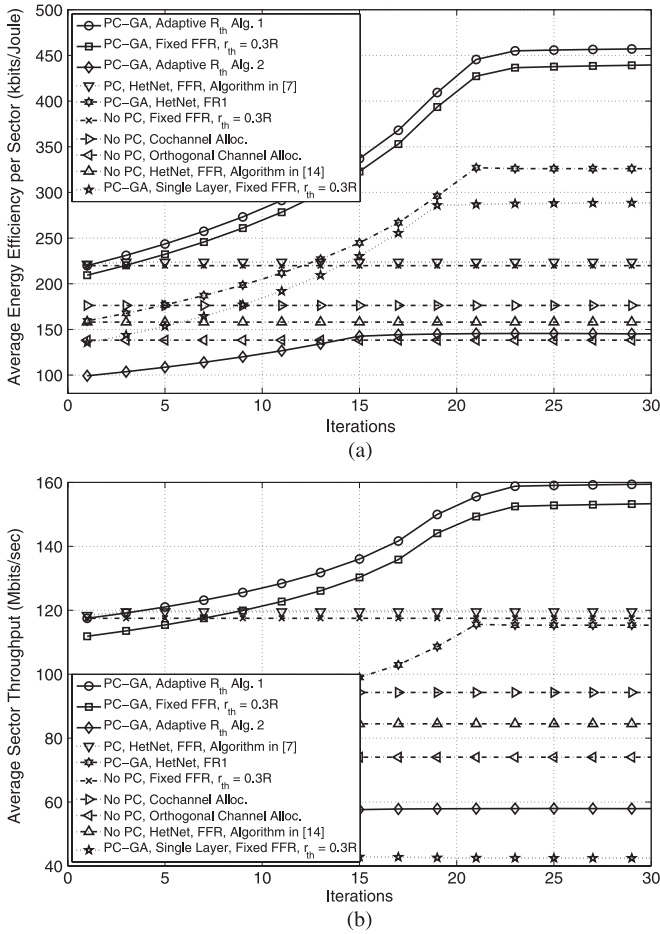 500
450
400
350
300
250
200
150
100
0 5 10 15 20 25 30
Average Energy Efficiency per Sector (kbits/Joule)
PC−GA, Adaptive R_th Alg. 1
PC−GA, Fixed FFR, r_th = 0.3R
PC−GA, Adaptive R_th Alg. 2
PC, HetNet, FFR, Algorithm in [7]
PC−GA, HetNet, FR1
No PC, Fixed FFR, r_th = 0.3R
No PC, Cochannel Alloc.
No PC, Orthogonal Channel Alloc.
No PC, HetNet, FFR, Algorithm in [14]
PC−GA, Single Layer, Fixed FFR, r_th = 0.3R
Iterations
(a)
160
140
120
100
80
60
40
0 5 10 15 20 25 30
Average Sector Throughput (Mbits/sec)
PC−GA, Adaptive R_th Alg. 1
PC−GA, Fixed FFR, r_th = 0.3R
PC−GA, Adaptive R_th Alg. 2
PC, HetNet, FFR, Algorithm in [7]
PC−GA, HetNet, FR1
No PC, Fixed FFR, r_th = 0.3R
No PC, Cochannel Alloc.
No PC, Orthogonal Channel Alloc.
No PC, HetNet, FFR, Algorithm in [14]
PC−GA, Single Layer, Fixed FFR, r_th = 0.3R
Iterations
(b)